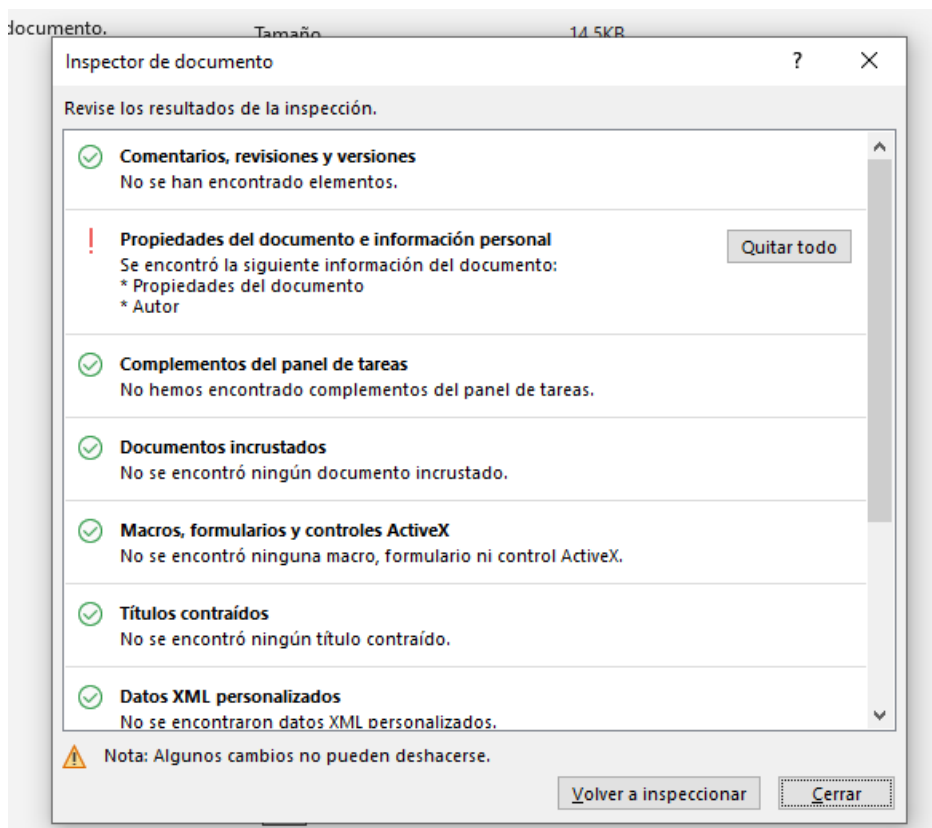 documento.
Tamaño
14,5KB
Inspector de documento
?
Revise los resultados de la inspección.
Comentarios, revisiones y versiones
No se han encontrado elementos.
Propiedades del documento e información personal
Quitar todo
Se encontró la siguiente información del documento:
* Propiedades del documento
* Autor
Complementos del panel de tareas
No hemos encontrado complementos del panel de tareas.
Documentos incrustados
No se encontró ningún documento incrustado.
Macros, formularios y controles ActiveX
No se encontró ninguna macro, formulario ni control ActiveX.
Títulos contraídos
No se encontró ningún título contraído.
Datos XML personalizados
No se encontraron datos XML personalizados.
Nota: Algunos cambios no pueden deshacerse.
Volver a inspeccionar
Cerrar